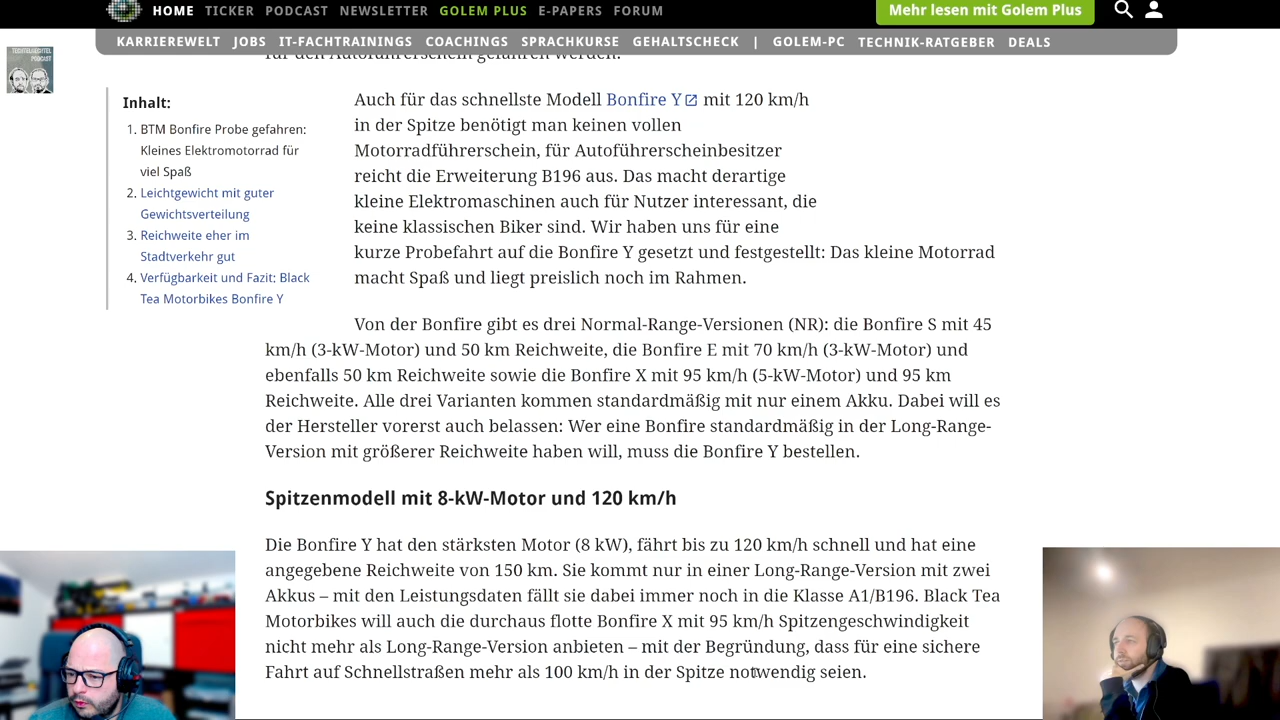 HOME TICKER PODCAST NEWSLETTER GOLEM PLUS E-PAPERS FORUM
Mehr lesen mit Golem Plus
KARRIEREWELT JOBS IT-FACHTRAININGS COACHINGS SPRACHKURSE GEHALTSCHECK | GOLEM-PC TECHNIK-RATGEBER DEALS
für den Autoführerschein gefahren werden.
PODCAST
Inhalt:
1. BTM Bonfire Probe gefahren:
Kleines Elektromotorrad für
viel Spaß
2. Leichtgewicht mit guter
Gewichtsverteilung
3. Reichweite eher im
Stadtverkehr gut
4. Verfügbarkeit und Fazit: Black
Tea Motorbikes Bonfire Y
Auch für das schnellste Modell Bonfire Y mit 120 km/h
in der Spitze benötigt man keinen vollen
Motorradführerschein, für Autoführerscheinbesitzer
reicht die Erweiterung B196 aus. Das macht derartige
kleine Elektromaschinen auch für Nutzer interessant, die
keine klassischen Biker sind. Wir haben uns für eine
kurze Probefahrt auf die Bonfire Y gesetzt und festgestellt: Das kleine Motorrad
macht Spaß und liegt preislich noch im Rahmen.
Von der Bonfire gibt es drei Normal-Range-Versionen (NR): die Bonfire S mit 45
km/h (3-kW-Motor) und 50 km Reichweite, die Bonfire E mit 70 km/h (3-kW-Motor) und
ebenfalls 50 km Reichweite sowie die Bonfire X mit 95 km/h (5-kW-Motor) und 95 km
Reichweite. Alle drei Varianten kommen standardmäßig mit nur einem Akku. Dabei will es
der Hersteller vorerst auch belassen: Wer eine Bonfire standardmäßig in der Long-Range-
Version mit größerer Reichweite haben will, muss die Bonfire Y bestellen.
Spitzenmodell mit 8-kW-Motor und 120 km/h
Die Bonfire Y hat den stärksten Motor (8 kW), fährt bis zu 120 km/h schnell und hat eine
angegebene Reichweite von 150 km. Sie kommt nur in einer Long-Range-Version mit zwei
Akkus – mit den Leistungsdaten fällt sie dabei immer noch in die Klasse A1/B196. Black Tea
Motorbikes will auch die durchaus flotte Bonfire X mit 95 km/h Spitzengeschwindigkeit
nicht mehr als Long-Range-Version anbieten – mit der Begründung, dass für eine sichere
Fahrt auf Schnellstraßen mehr als 100 km/h in der Spitze notwendig seien.